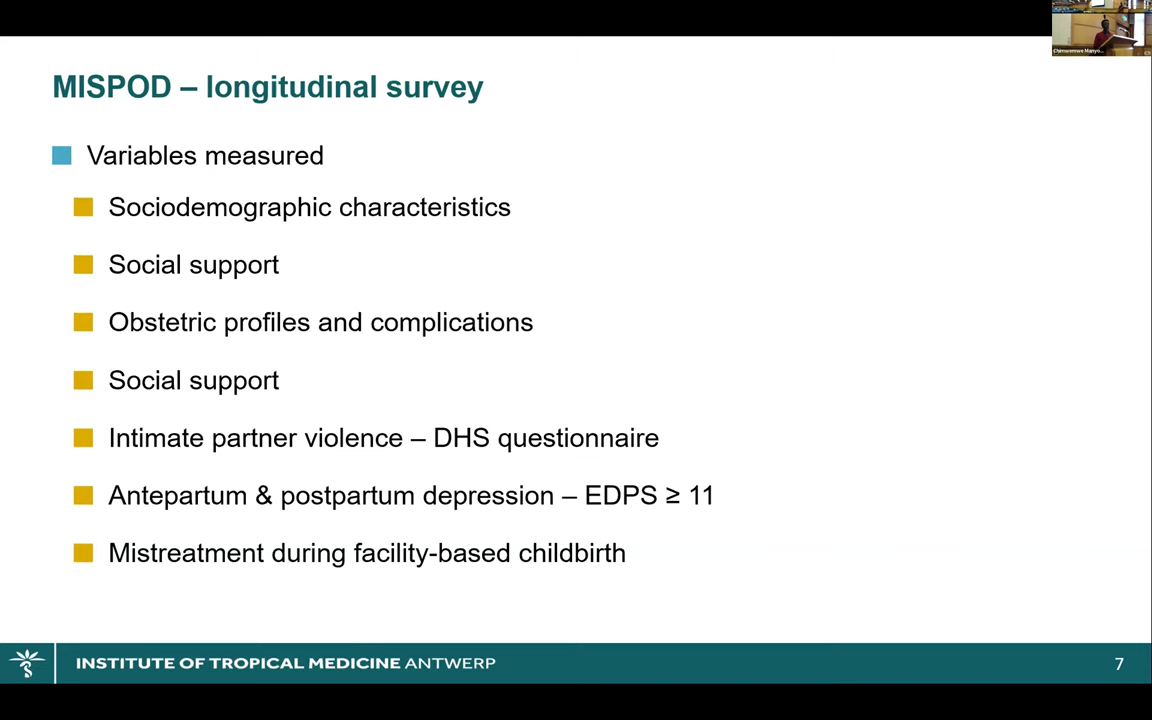 MISPOD – longitudinal survey
Variables measured
Sociodemographic characteristics
Social support
Obstetric profiles and complications
Social support
Intimate partner violence – DHS questionnaire
Antepartum & postpartum depression – EDPS ≥ 11
Mistreatment during facility-based childbirth
INSTITUTE OF TROPICAL MEDICINE ANTWERP
7